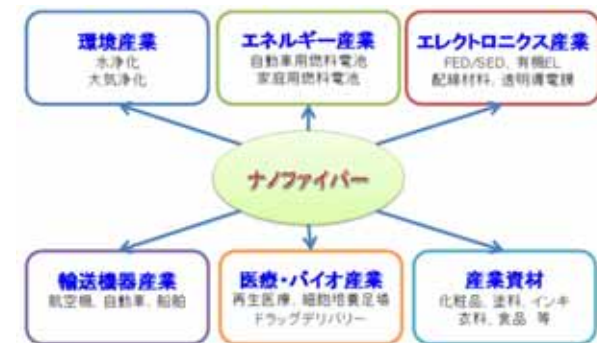 環境産業
水浄化
大気浄化
エネルギー産業
自動車用燃料電池
家庭用燃料電池
エレクトロニクス産業
FED/SED、有機EL
配線材料、透明導電膜
ナノファイバー
輸送機器産業
航空機、自動車、船舶
医療・バイオ産業
再生医療、細胞培養足場
ドラッグデリバリー
産業資材
化粧品、塗料、インキ
衣料、食品 等